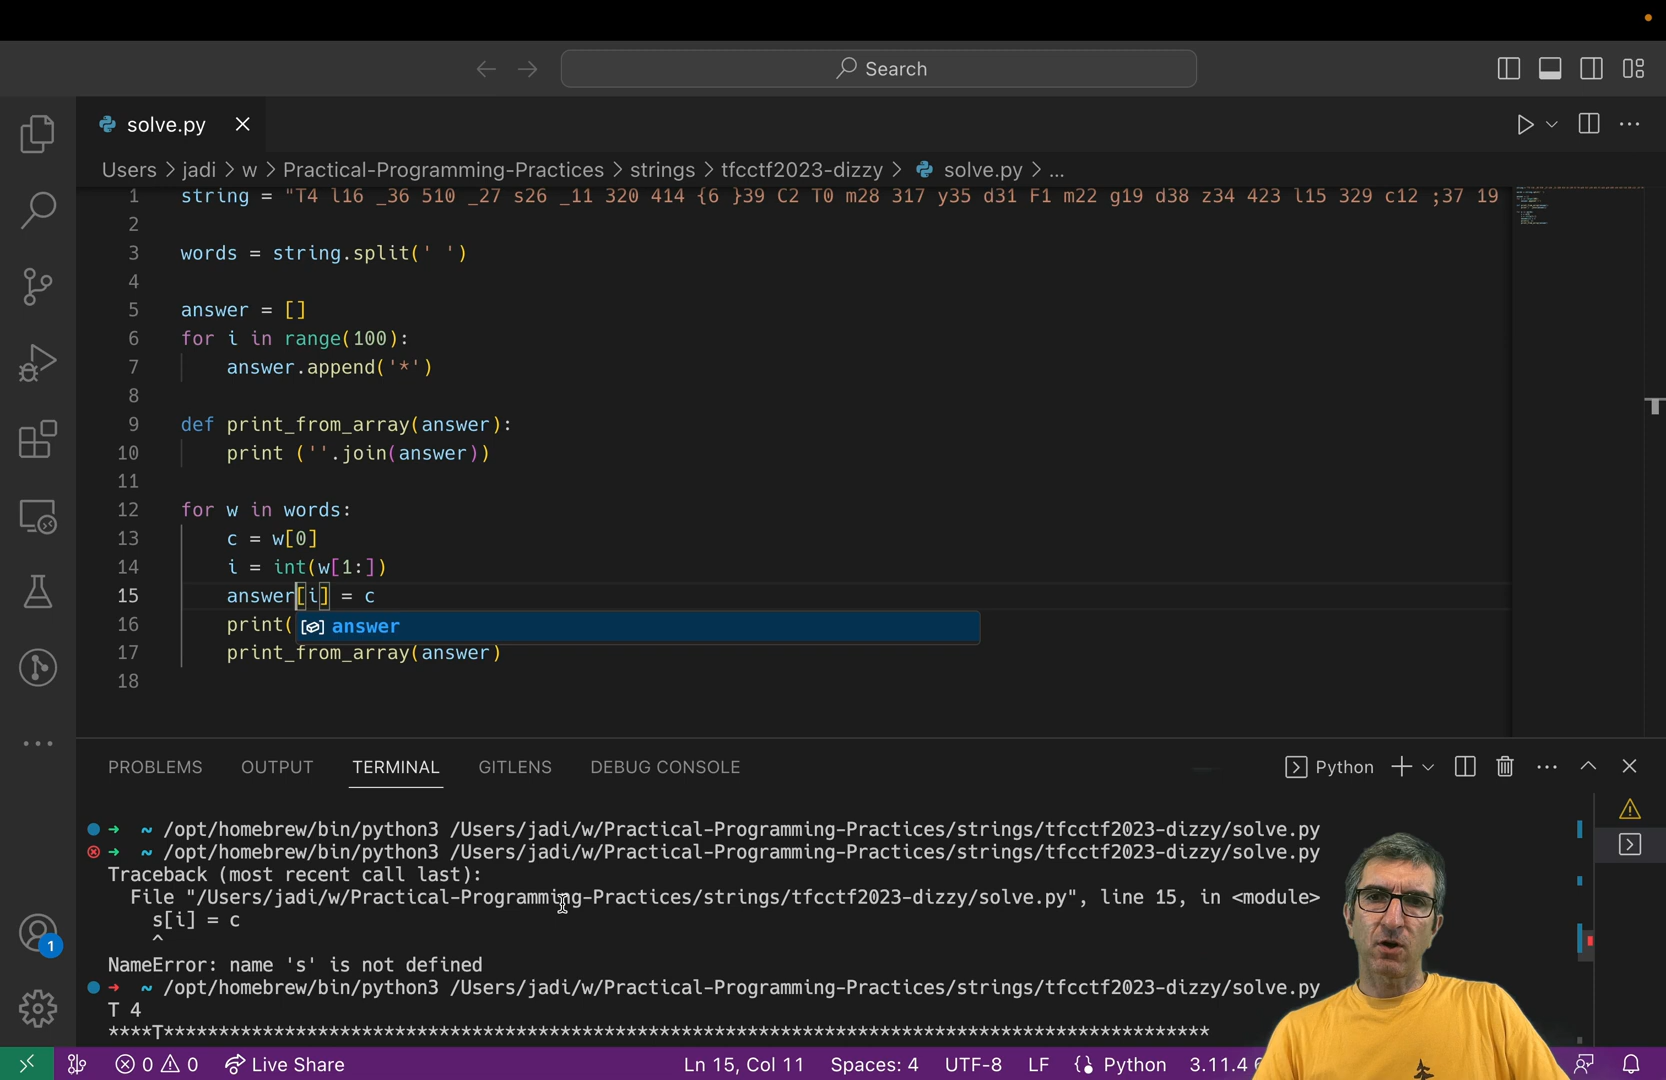 Search
solve.py
Users > jadi > w > Practical-Programming-Practices > strings > tfcctf2023-dizzy > solve.py > ...
1 string = "T4 l16 _36 510 _27 s26 _11 320 414 {6 }39 C2 T0 m28 317 y35 d31 F1 m22 g19 d38 z34 423 l15 329 c12 ;37 19
2
3 words = string.split(' ')
4
5 answer = []
6 for i in range(100):
7 answer.append('*')
8
9 def print_from_array(answer):
10 print (''.join(answer))
11
12 for w in words:
13 c = w[0]
14 i = int(w[1:])
15 answer[i] = c
16 print(
answer
17 print_from_array(answer)
18
PROBLEMS OUTPUT TERMINAL GITLENS DEBUG CONSOLE Python
➜ ~ /opt/homebrew/bin/python3 /Users/jadi/w/Practical-Programming-Practices/strings/tfcctf2023-dizzy/solve.py
➜ ~ /opt/homebrew/bin/python3 /Users/jadi/w/Practical-Programming-Practices/strings/tfcctf2023-dizzy/solve.py
Traceback (most recent call last):
File "/Users/jadi/w/Practical-Programming-Practices/strings/tfcctf2023-dizzy/solve.py", line 15, in <module>
s[i] = c
^
NameError: name 's' is not defined
➜ ~ /opt/homebrew/bin/python3 /Users/jadi/w/Practical-Programming-Practices/strings/tfcctf2023-dizzy/solve.py
T 4
****T***********************************************************************************************
1
0 0 Live Share Ln 15, Col 11 Spaces: 4 UTF-8 LF Python 3.11.4